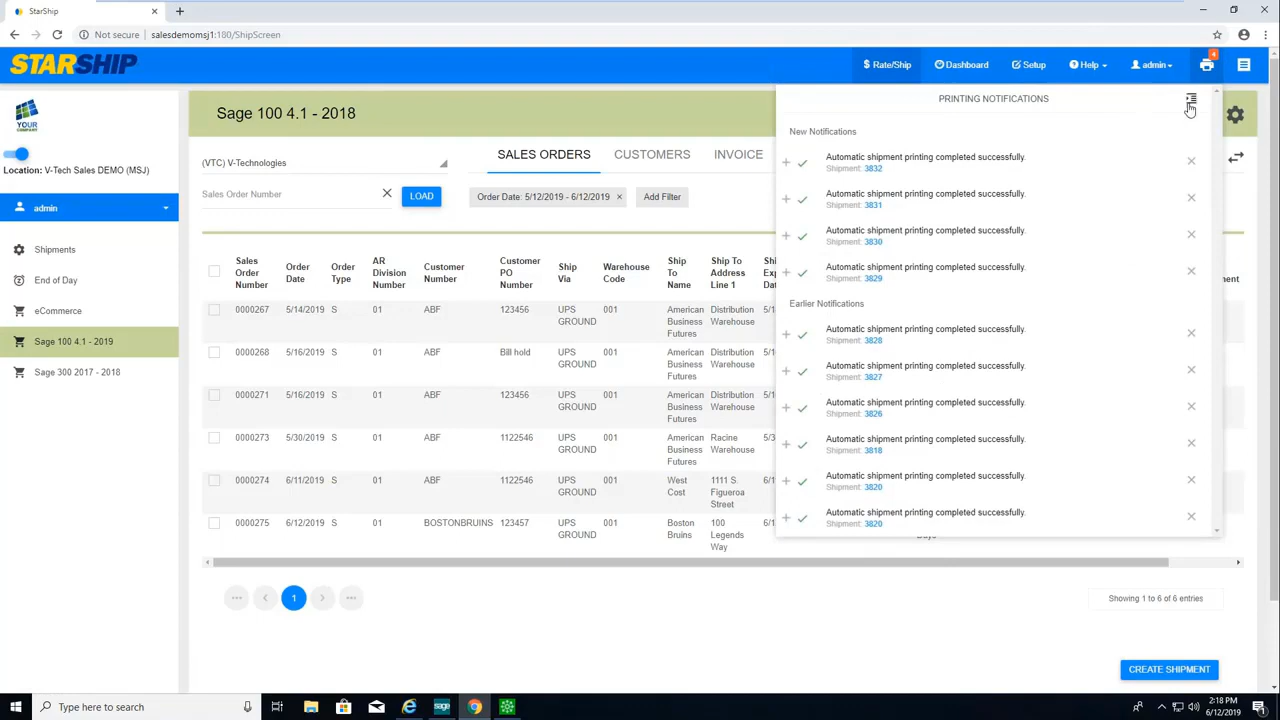 StarShip
Not secure | salesdemomsj1:180/ShipScreen
STARSHIP
$ Rate/Ship
Dashboard
Setup
Help
admin
4
YOUR
COMPANY
Location: V-Tech Sales DEMO (MSJ)
admin
Shipments
End of Day
eCommerce
Sage 100 4.1 - 2019
Sage 300 2017 - 2018
Sage 100 4.1 - 2018
(VTC) V-Technologies
Sales Order Number
LOAD
SALES ORDERS
CUSTOMERS
INVOICE
Order Date: 5/12/2019 - 6/12/2019
Add Filter
Sales Order Number
Order Date
Order Type
AR Division Number
Customer Number
Customer PO Number
Ship Via
Warehouse Code
Ship To Name
Ship To Address Line 1
0000267 5/14/2019 S 01 ABF 123456 UPS GROUND 001 American Business Futures Distribution Warehouse
0000268 5/16/2019 S 01 ABF Bill hold UPS GROUND 001 American Business Futures Distribution Warehouse
0000271 5/16/2019 S 01 ABF 123456 UPS GROUND 001 American Business Futures Distribution Warehouse
0000273 5/30/2019 S 01 ABF 1122546 UPS GROUND 001 American Business Futures Racine Warehouse
0000274 6/11/2019 S 01 ABF 1122546 UPS GROUND 001 West Cost 1111 S. Figueroa Street
0000275 6/12/2019 S 01 BOSTONBRUINS 123457 UPS GROUND 001 Boston Bruins 100 Legends Way
PRINTING NOTIFICATIONS
New Notifications
Automatic shipment printing completed successfully.
Shipment: 3832
Automatic shipment printing completed successfully.
Shipment: 3831
Automatic shipment printing completed successfully.
Shipment: 3830
Automatic shipment printing completed successfully.
Shipment: 3829
Earlier Notifications
Automatic shipment printing completed successfully.
Shipment: 3828
Automatic shipment printing completed successfully.
Shipment: 3827
Automatic shipment printing completed successfully.
Shipment: 3826
Automatic shipment printing completed successfully.
Shipment: 3818
Automatic shipment printing completed successfully.
Shipment: 3820
Automatic shipment printing completed successfully.
Shipment: 3820
1
Showing 1 to 6 of 6 entries
CREATE SHIPMENT
Type here to search
sage
2:18 PM
6/12/2019
1